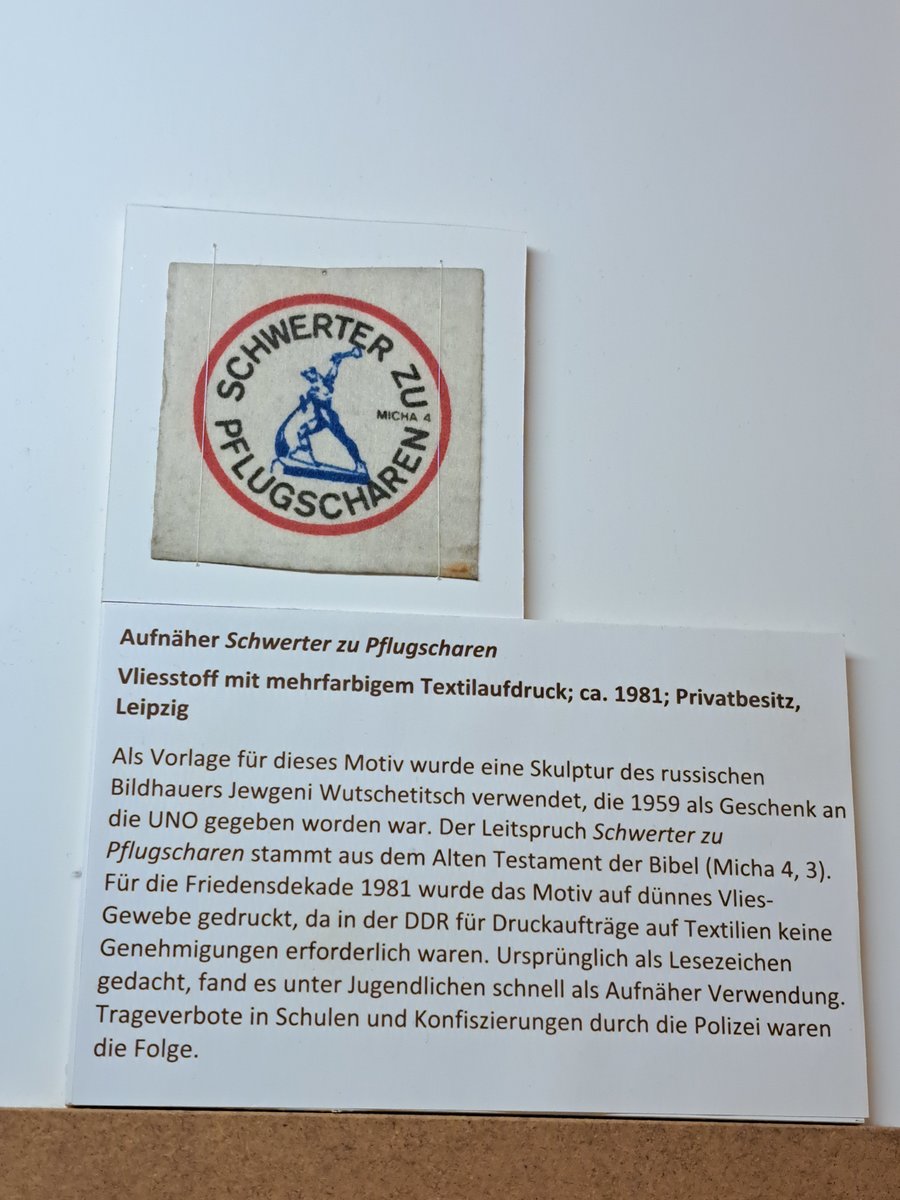 SCHWERTER ZU
MICHA 4
PFLUGSCHAREN
Aufnäher Schwerter zu Pflugscharen
Vliesstoff mit mehrfarbigem Textilaufdruck; ca. 1981; Privatbesitz,
Leipzig
Als Vorlage für dieses Motiv wurde eine Skulptur des russischen
Bildhauers Jewgeni Wutschetitsch verwendet, die 1959 als Geschenk an
die UNO gegeben worden war. Der Leitspruch Schwerter zu
Pflugscharen stammt aus dem Alten Testament der Bibel (Micha 4, 3).
Für die Friedensdekade 1981 wurde das Motiv auf dünnes Vlies-
Gewebe gedruckt, da in der DDR für Druckaufträge auf Textilien keine
Genehmigungen erforderlich waren. Ursprünglich als Lesezeichen
gedacht, fand es unter Jugendlichen schnell als Aufnäher Verwendung.
Trageverbote in Schulen und Konfiszierungen durch die Polizei waren
die Folge.